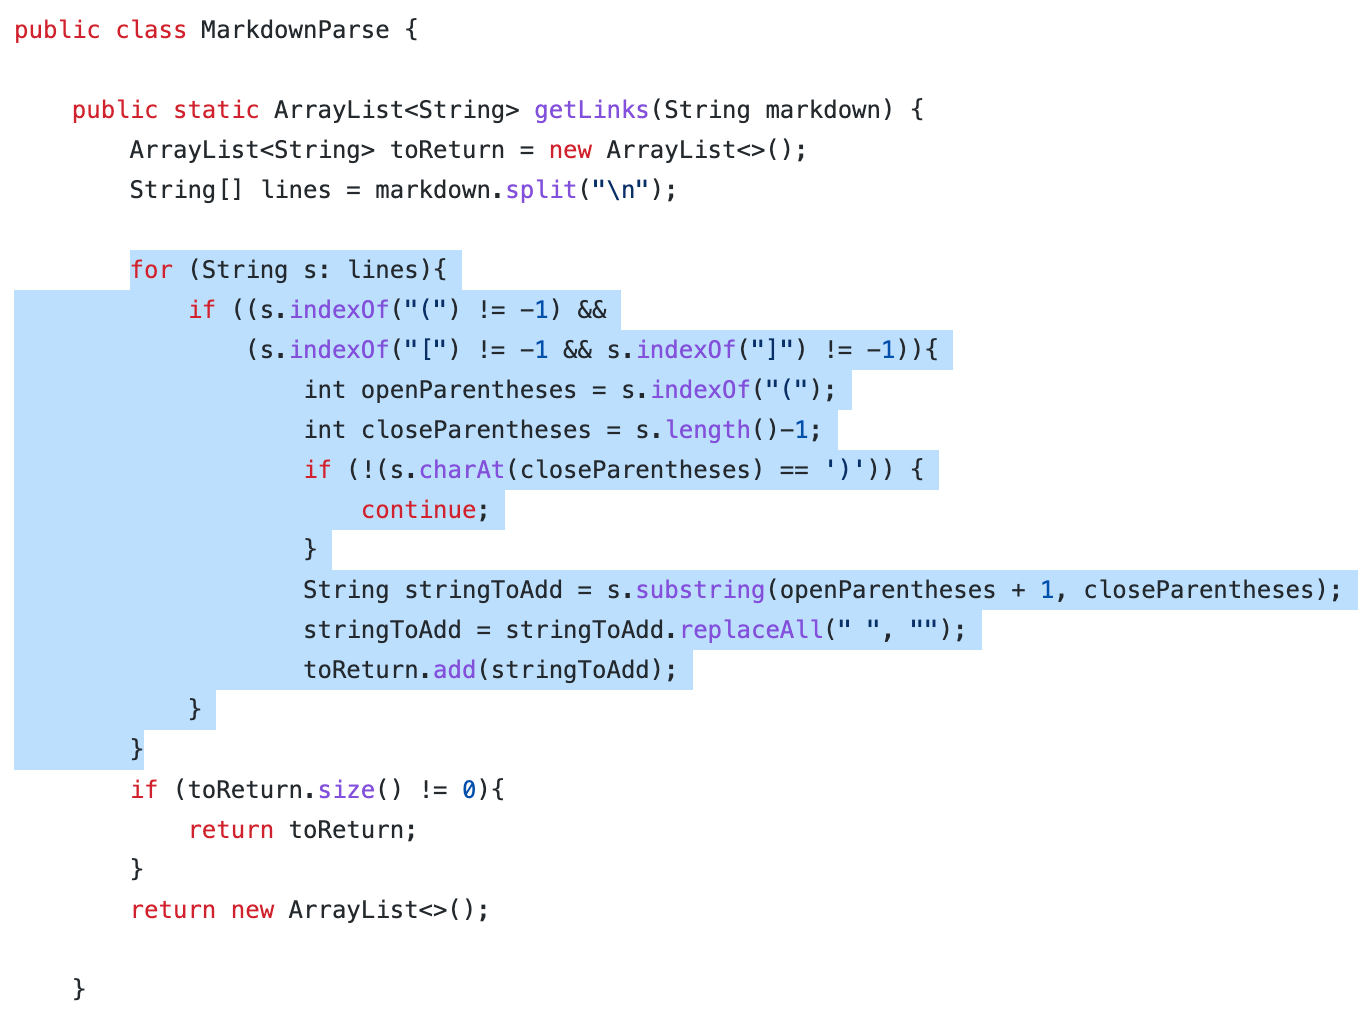 public class MarkdownParse {
public static ArrayList<String> getLinks(String markdown) {
ArrayList<String> toReturn = new ArrayList<>();
String[] lines = markdown.split("\n");
for (String s: lines){
if ((s.indexOf("(") != -1) &&
(s.indexOf("[") != -1 && s.indexOf("]") != -1)){
int openParentheses = s.indexOf("(");
int closeParentheses = s.length()-1;
if (!(s.charAt(closeParentheses) == ')')) {
continue;
}
String stringToAdd = s.substring(openParentheses + 1, closeParentheses);
stringToAdd = stringToAdd.replaceAll(" ", "");
toReturn.add(stringToAdd);
}
}
if (toReturn.size() != 0){
return toReturn;
}
return new ArrayList<>();
}